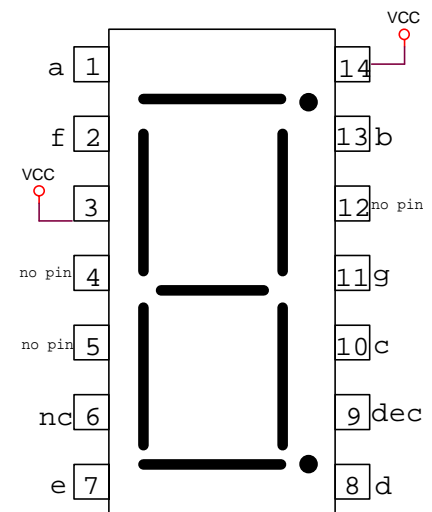 VCC
a 1 14
f 2 13 b
VCC
3 12 no pin
no pin 4 11 g
no pin 5 10 c
nc 6 9 dec
e 7 8 d